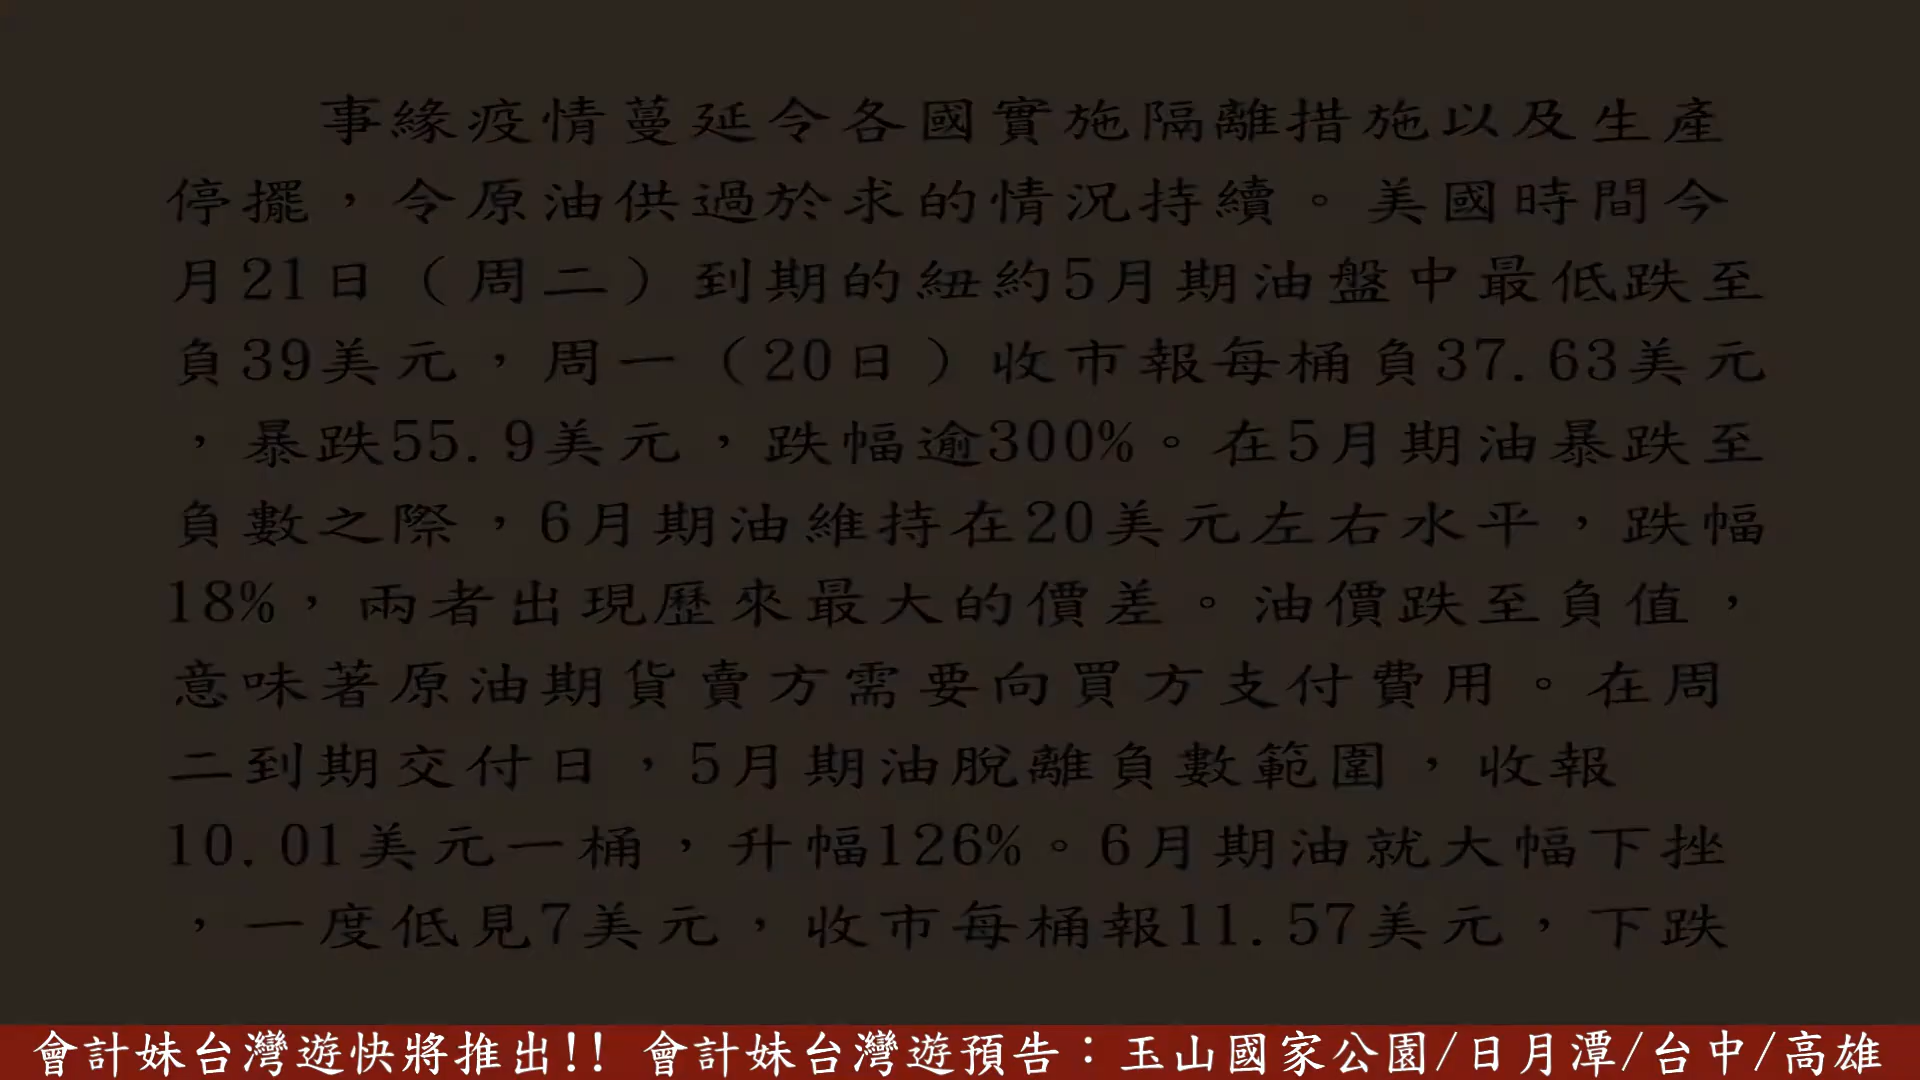 事緣疫情蔓延令各國實施隔離措施以及生產
停擺，令原油供過於求的情況持續。美國時間今
月21日（周二）到期的紐約5月期油盤中最低跌至
負39美元，周一（20日）收市報每桶負37.63美元
，暴跌55.9美元，跌幅逾300%。在5月期油暴跌至
負數之際，6月期油維持在20美元左右水平，跌幅
18%，兩者出現歷來最大的價差。油價跌至負值，
意味著原油期貨賣方需要向買方支付費用。在周
二到期交付日，5月期油脫離負數範圍，收報
10.01美元一桶，升幅126%。6月期油就大幅下挫
，一度低見7美元，收市每桶報11.57美元，下跌
會計妹台灣遊快將推出!! 會計妹台灣遊預告：玉山國家公園/日月潭/台中/高雄